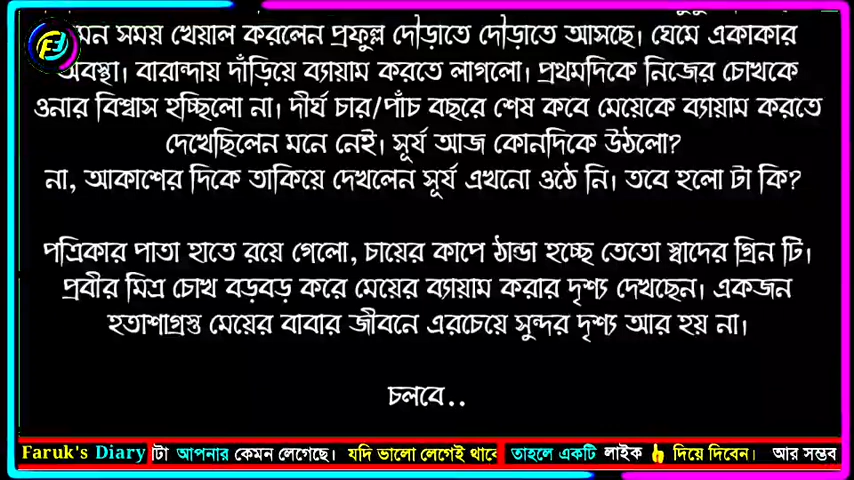 মন সময় খেয়াল করলেন প্রফুল্ল দৌড়াতে দৌড়াতে আসছে। ঘেমে একাকার
অবস্থা। বারান্দায় দাঁড়িয়ে ব্যায়াম করতে লাগলো। প্রথমদিকে নিজের চোখকে
ওনার বিশ্বাস হচ্ছিলো না। দীর্ঘ চার/পাঁচ বছরে শেষ কবে মেয়েকে ব্যায়াম করতে
দেখেছিলেন মনে নেই। সূর্য আজ কোনদিকে উঠলো?
না, আকাশের দিকে তাকিয়ে দেখলেন সূর্য এখনো ওঠে নি। তবে হলো টা কি?
পত্রিকার পাতা হাতে রয়ে গেলো, চায়ের কাপে ঠান্ডা হচ্ছে তেতো স্বাদের গ্রিন টি।
প্রবীর মিত্র চোখ বড়বড় করে মেয়ের ব্যায়াম করার দৃশ্য দেখছেন। একজন
হতাশাগ্রস্ত মেয়ের বাবার জীবনে এরচেয়ে সুন্দর দৃশ্য আর হয় না।
চলবে..
Faruk's Diary টা আপনার কেমন লেগেছে। যদি ভালো লেগেই থাকে তাহলে একটি লাইক 👆 দিয়ে দিবেন। আর সম্ভব